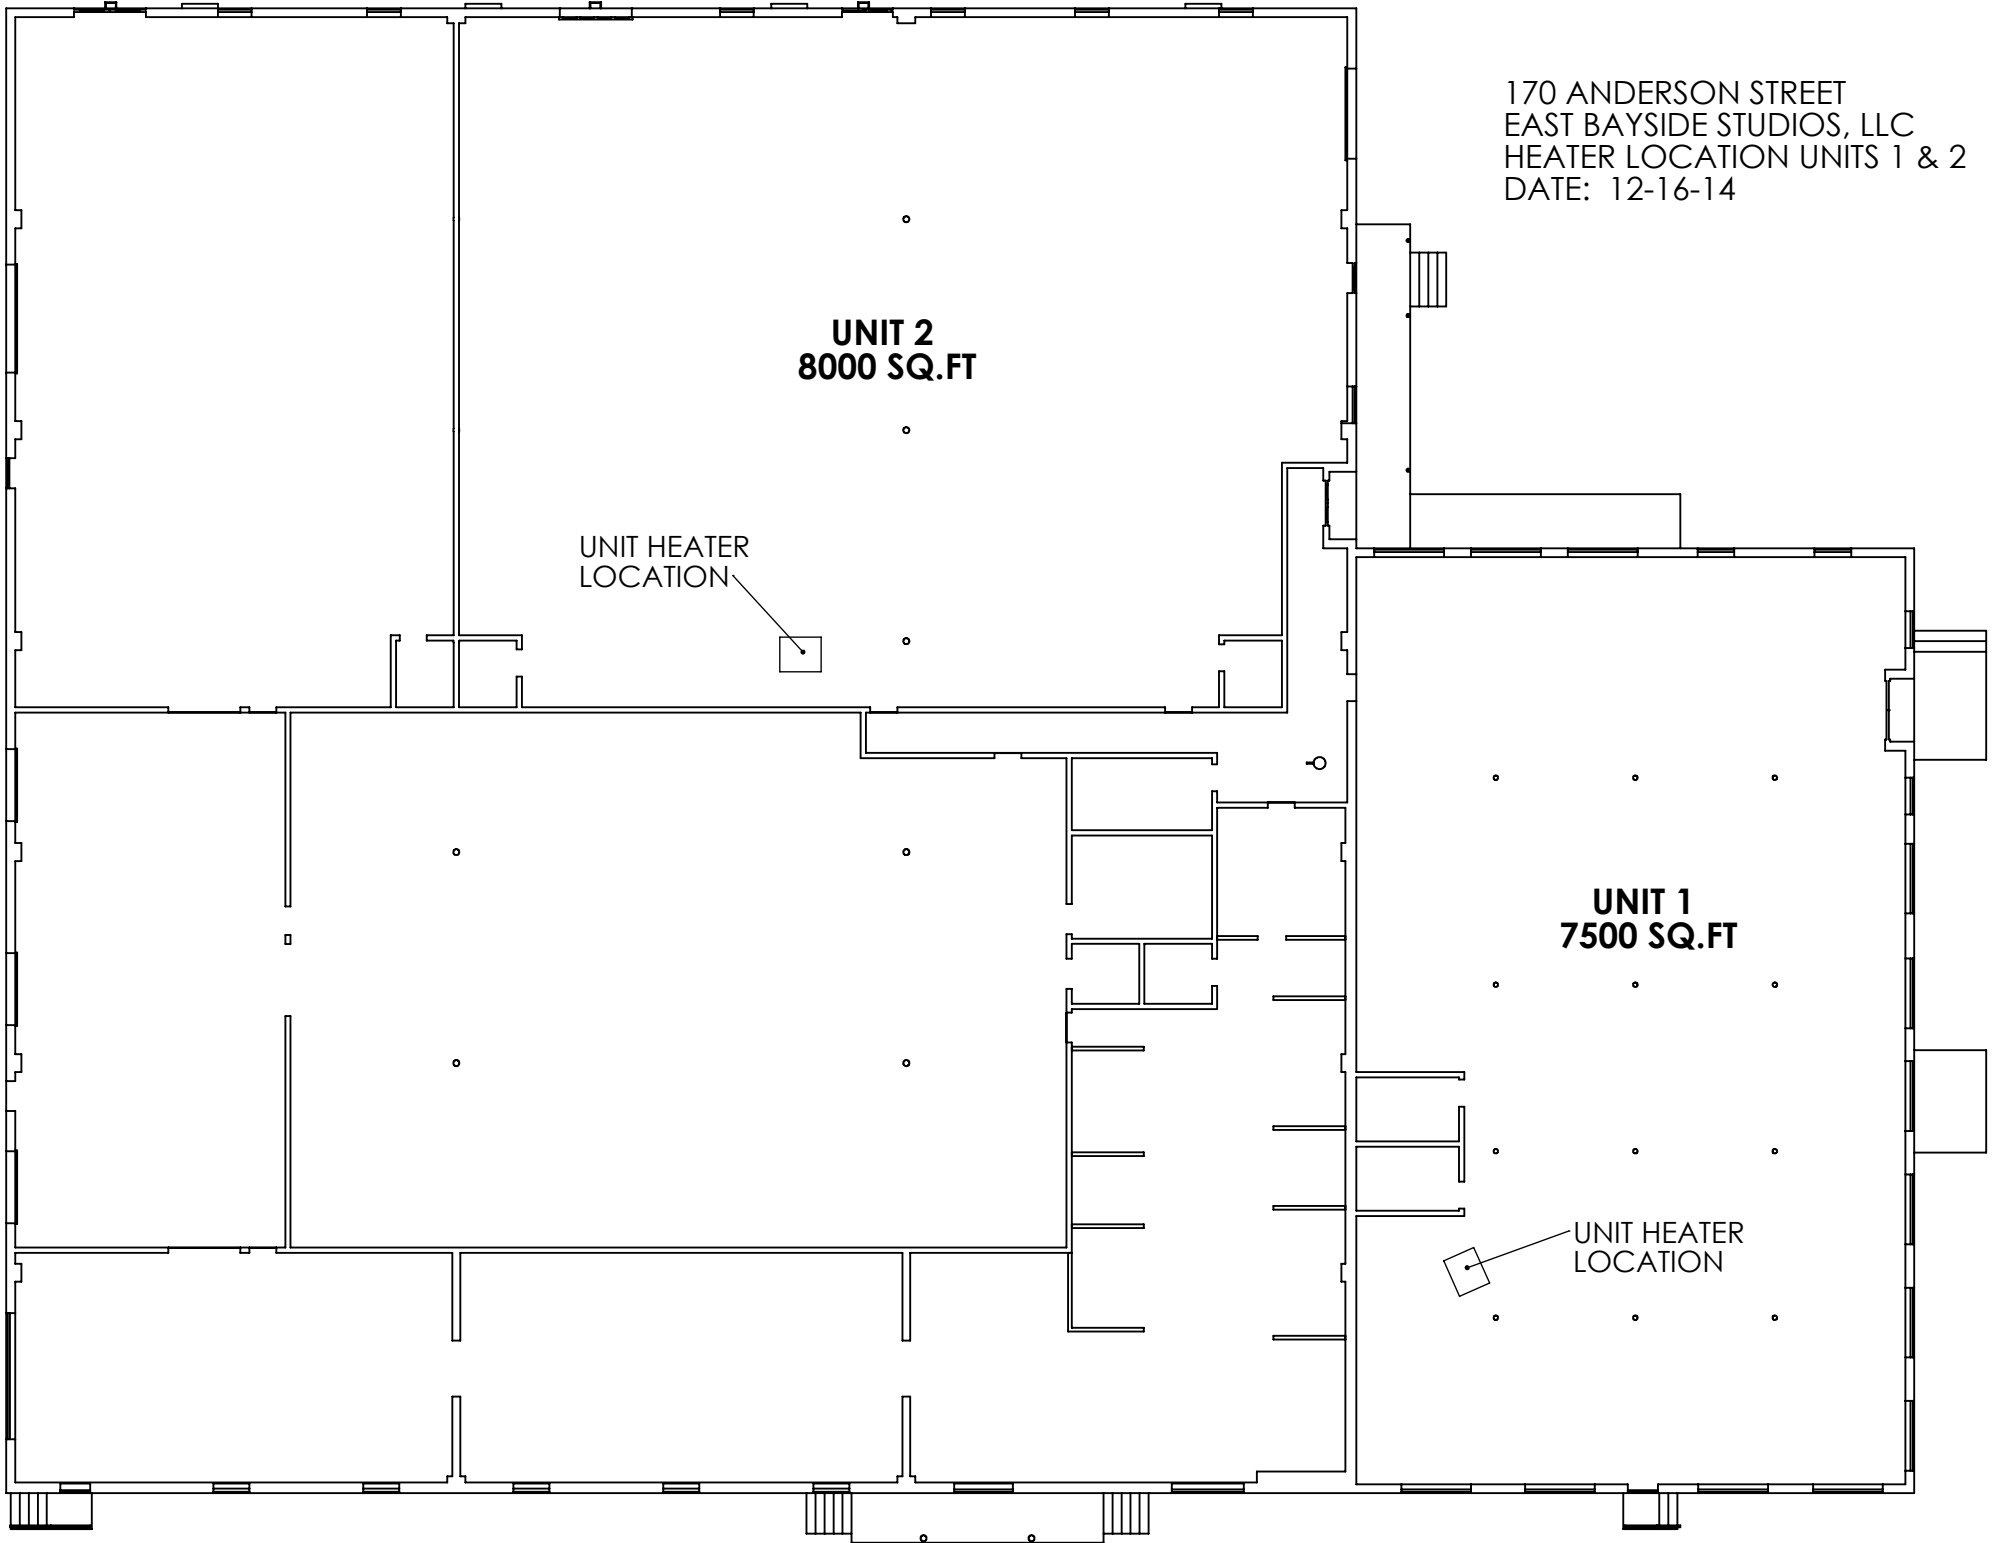 170 ANDERSON STREET
EAST BAYSIDE STUDIOS, LLC
HEATER LOCATION UNITS 1 & 2
DATE: 12-16-14
UNIT 2
8000 SQ.FT
UNIT HEATER
LOCATION
UNIT 1
7500 SQ.FT
UNIT HEATER
LOCATION